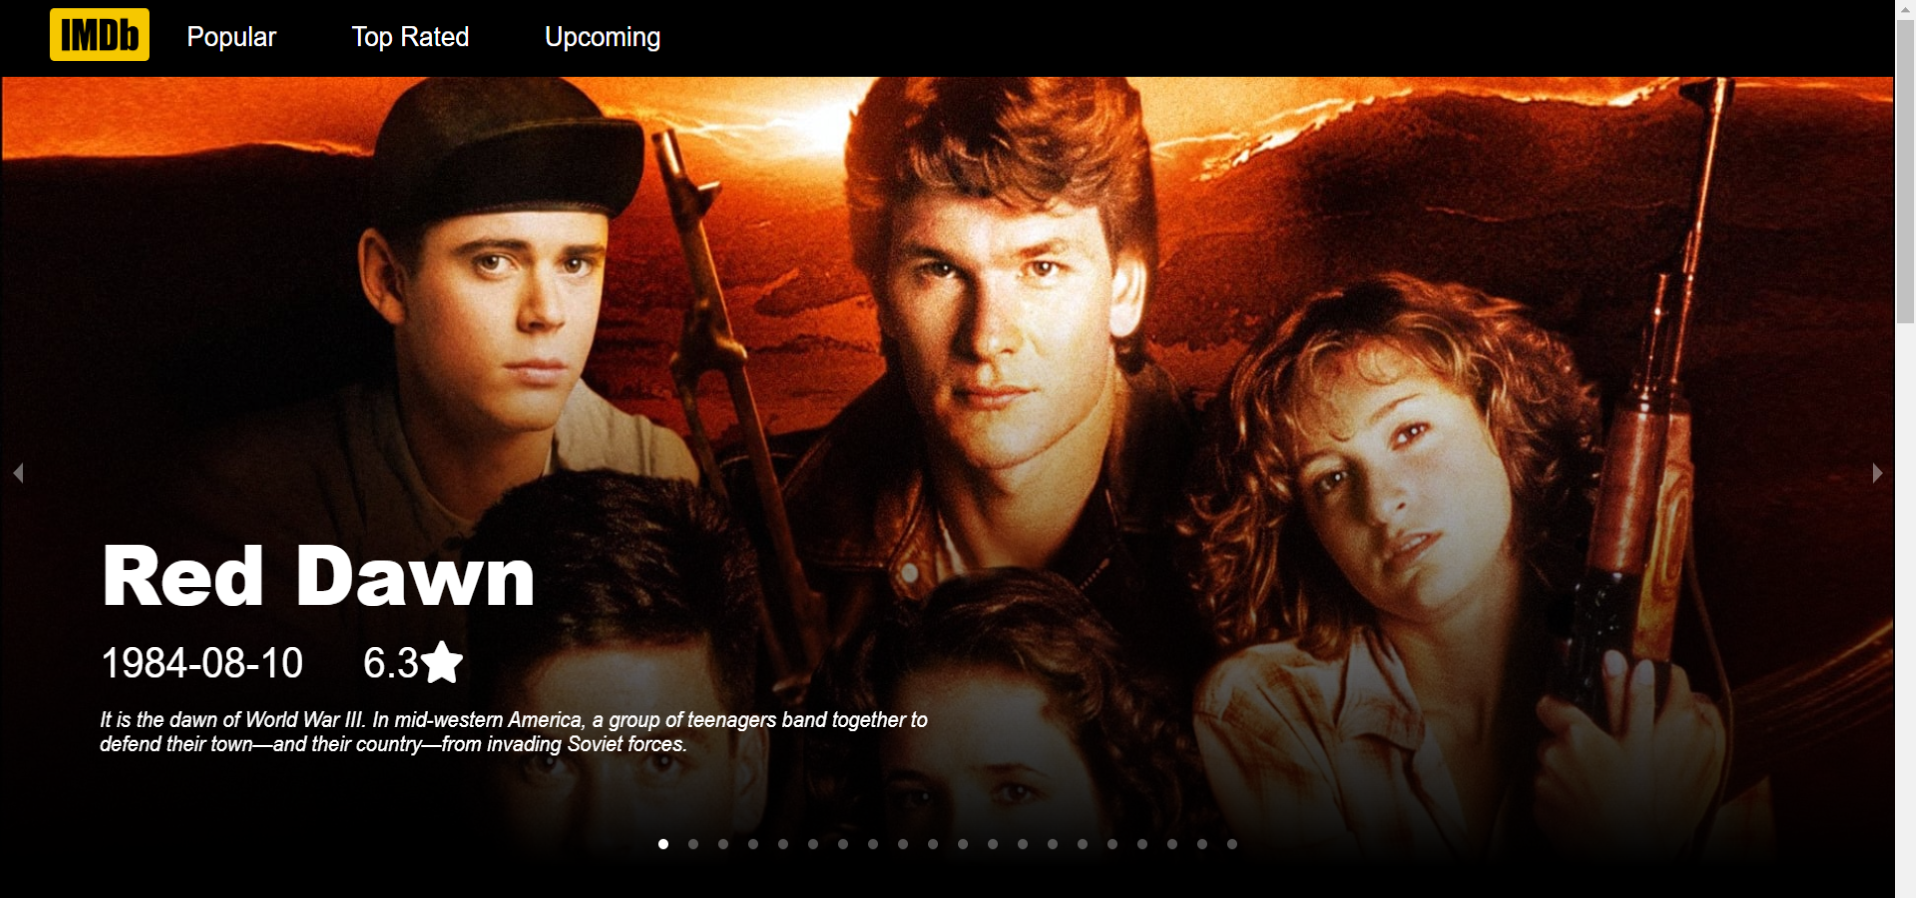 IMDb
Popular
Top Rated
Upcoming
Red Dawn
1984-08-10
6.3
It is the dawn of World War III. In mid-western America, a group of teenagers band together to
defend their town—and their country—from invading Soviet forces.